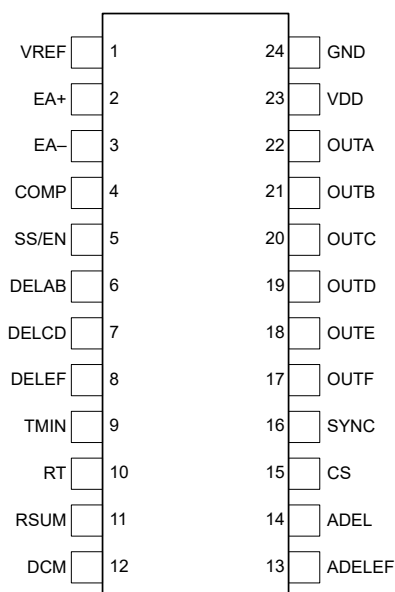 VREF 1 24 GND
EA+ 2 23 VDD
EA– 3 22 OUTA
COMP 4 21 OUTB
SS/EN 5 20 OUTC
DELAB 6 19 OUTD
DELCD 7 18 OUTE
DELEF 8 17 OUTF
TMIN 9 16 SYNC
RT 10 15 CS
RSUM 11 14 ADEL
DCM 12 13 ADELEF